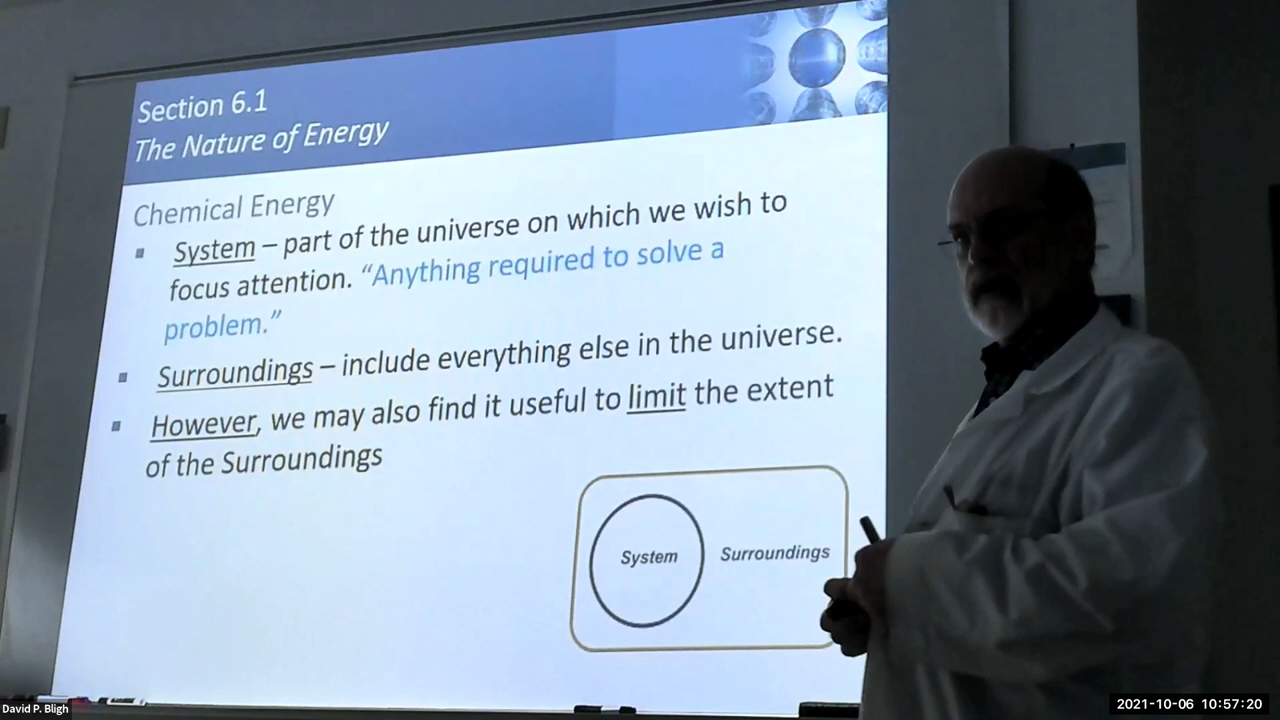 Section 6.1
The Nature of Energy
Chemical Energy
▪ System – part of the universe on which we wish to
focus attention. “Anything required to solve a
problem.”
▪ Surroundings – include everything else in the universe.
▪ However, we may also find it useful to limit the extent
of the Surroundings
System
Surroundings
David P. Bligh
2021-10-06 10:57:20